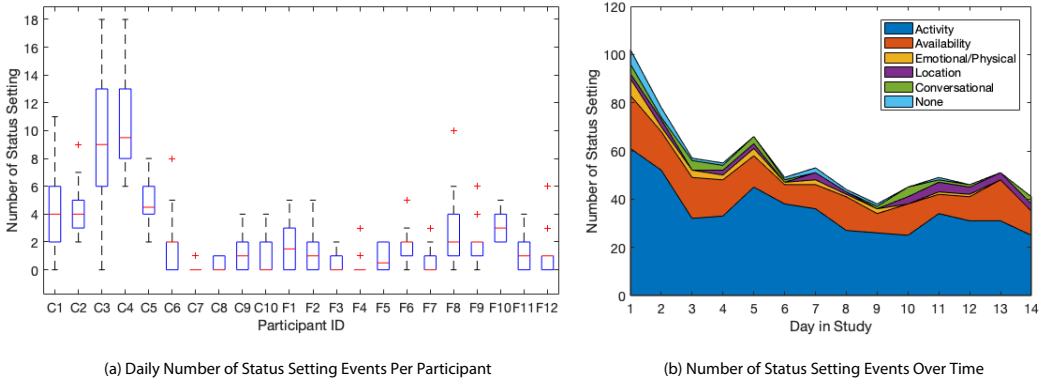 18
16
14
12
10
8
6
4
2
0
Number of Status Setting
C1 C2 C3 C4 C5 C6 C7 C8 C9 C10 F1 F2 F3 F4 F5 F6 F7 F8 F9 F10 F11 F12
Participant ID
(a) Daily Number of Status Setting Events Per Participant
120
100
80
60
40
20
0
Number of Status Setting
Activity
Availability
Emotional/Physical
Location
Conversational
None
1 2 3 4 5 6 7 8 9 10 11 12 13 14
Day in Study
(b) Number of Status Setting Events Over Time